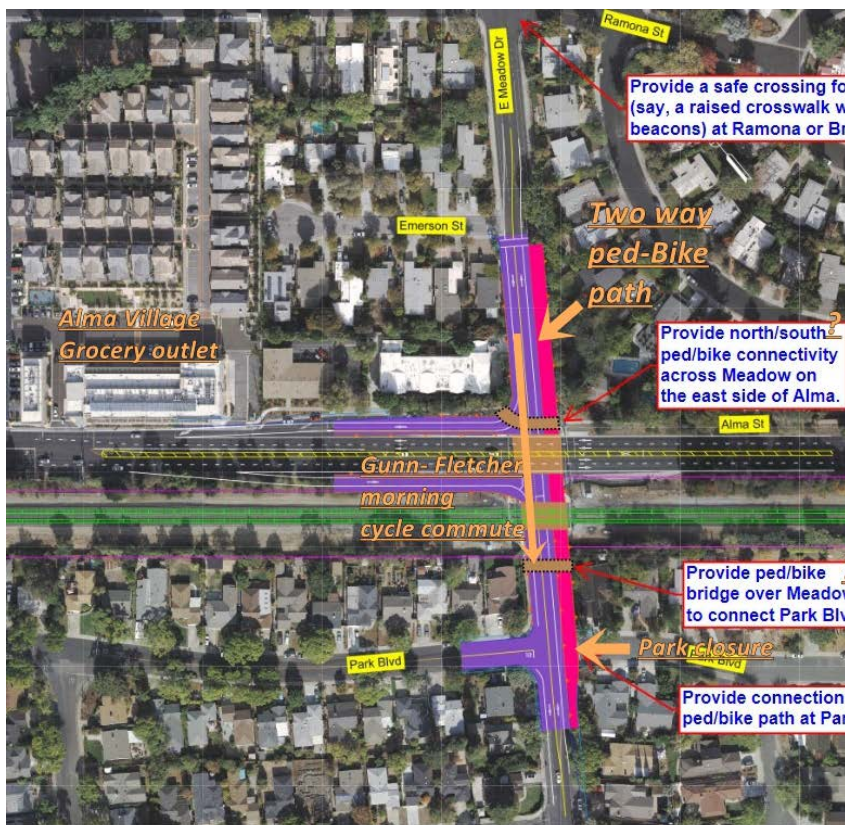 Ramona St
E Meadow Dr
Provide a safe crossing fo
(say, a raised crosswalk w
beacons) at Ramona or Br
Two way
ped-Bike
path
Emerson St
Alma Village
Grocery outlet
?
Provide north/south
ped/bike connectivity
across Meadow on
the east side of Alma.
Alma St
Gunn- Fletcher
morning
cycle commute
Provide ped/bike
bridge over Meadow
to connect Park Blv
Park closure
Park Blvd
Park Blvd
Provide connection
ped/bike path at Par